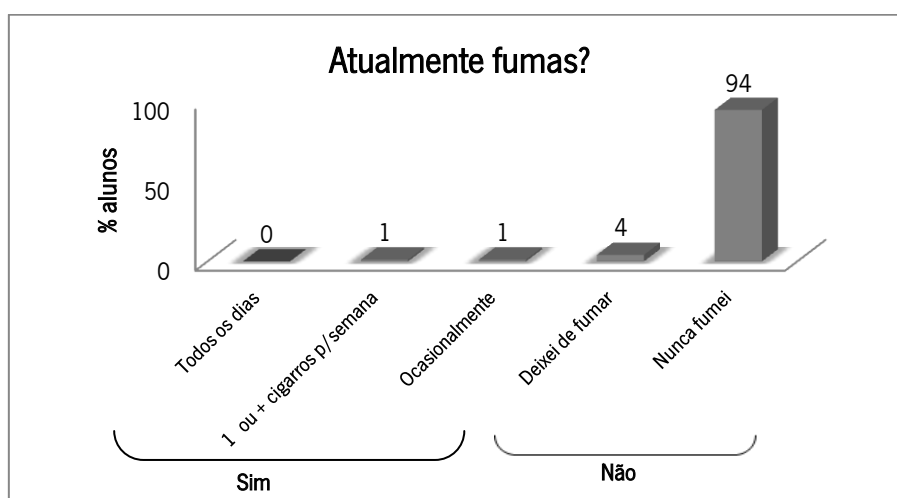 Atualmente fumas?
% alunos
100
50
0
0
1
1
4
94
Todos os dias
1 ou + cigarros p/semana
Ocasionalmente
Deixei de fumar
Nunca fumei
Sim
Não